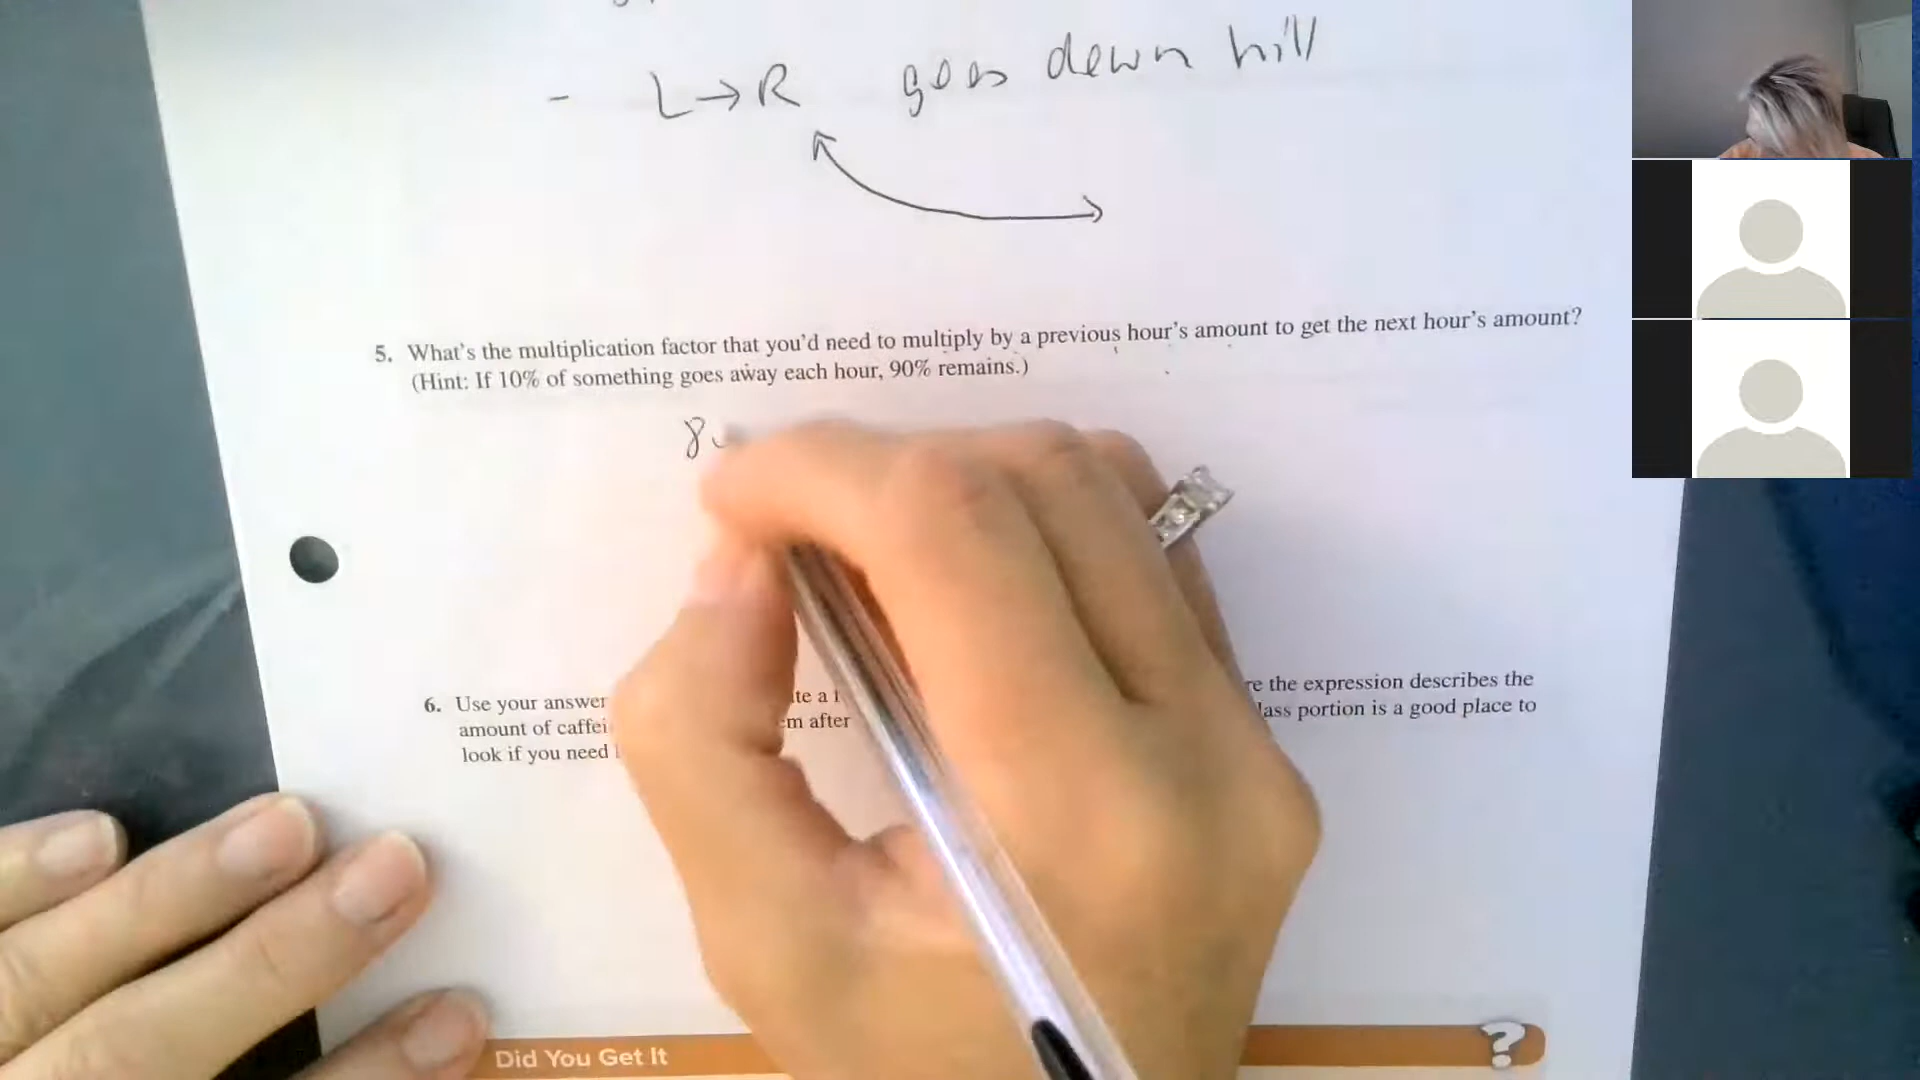 - L→R goes down hill
5. What's the multiplication factor that you'd need to multiply by a previous hour's amount to get the next hour's amount?
(Hint: If 10% of something goes away each hour, 90% remains.)
8
6. Use your answer the expression describes the
amount of after portion is a good place to
look if you need
Did You Get It ?